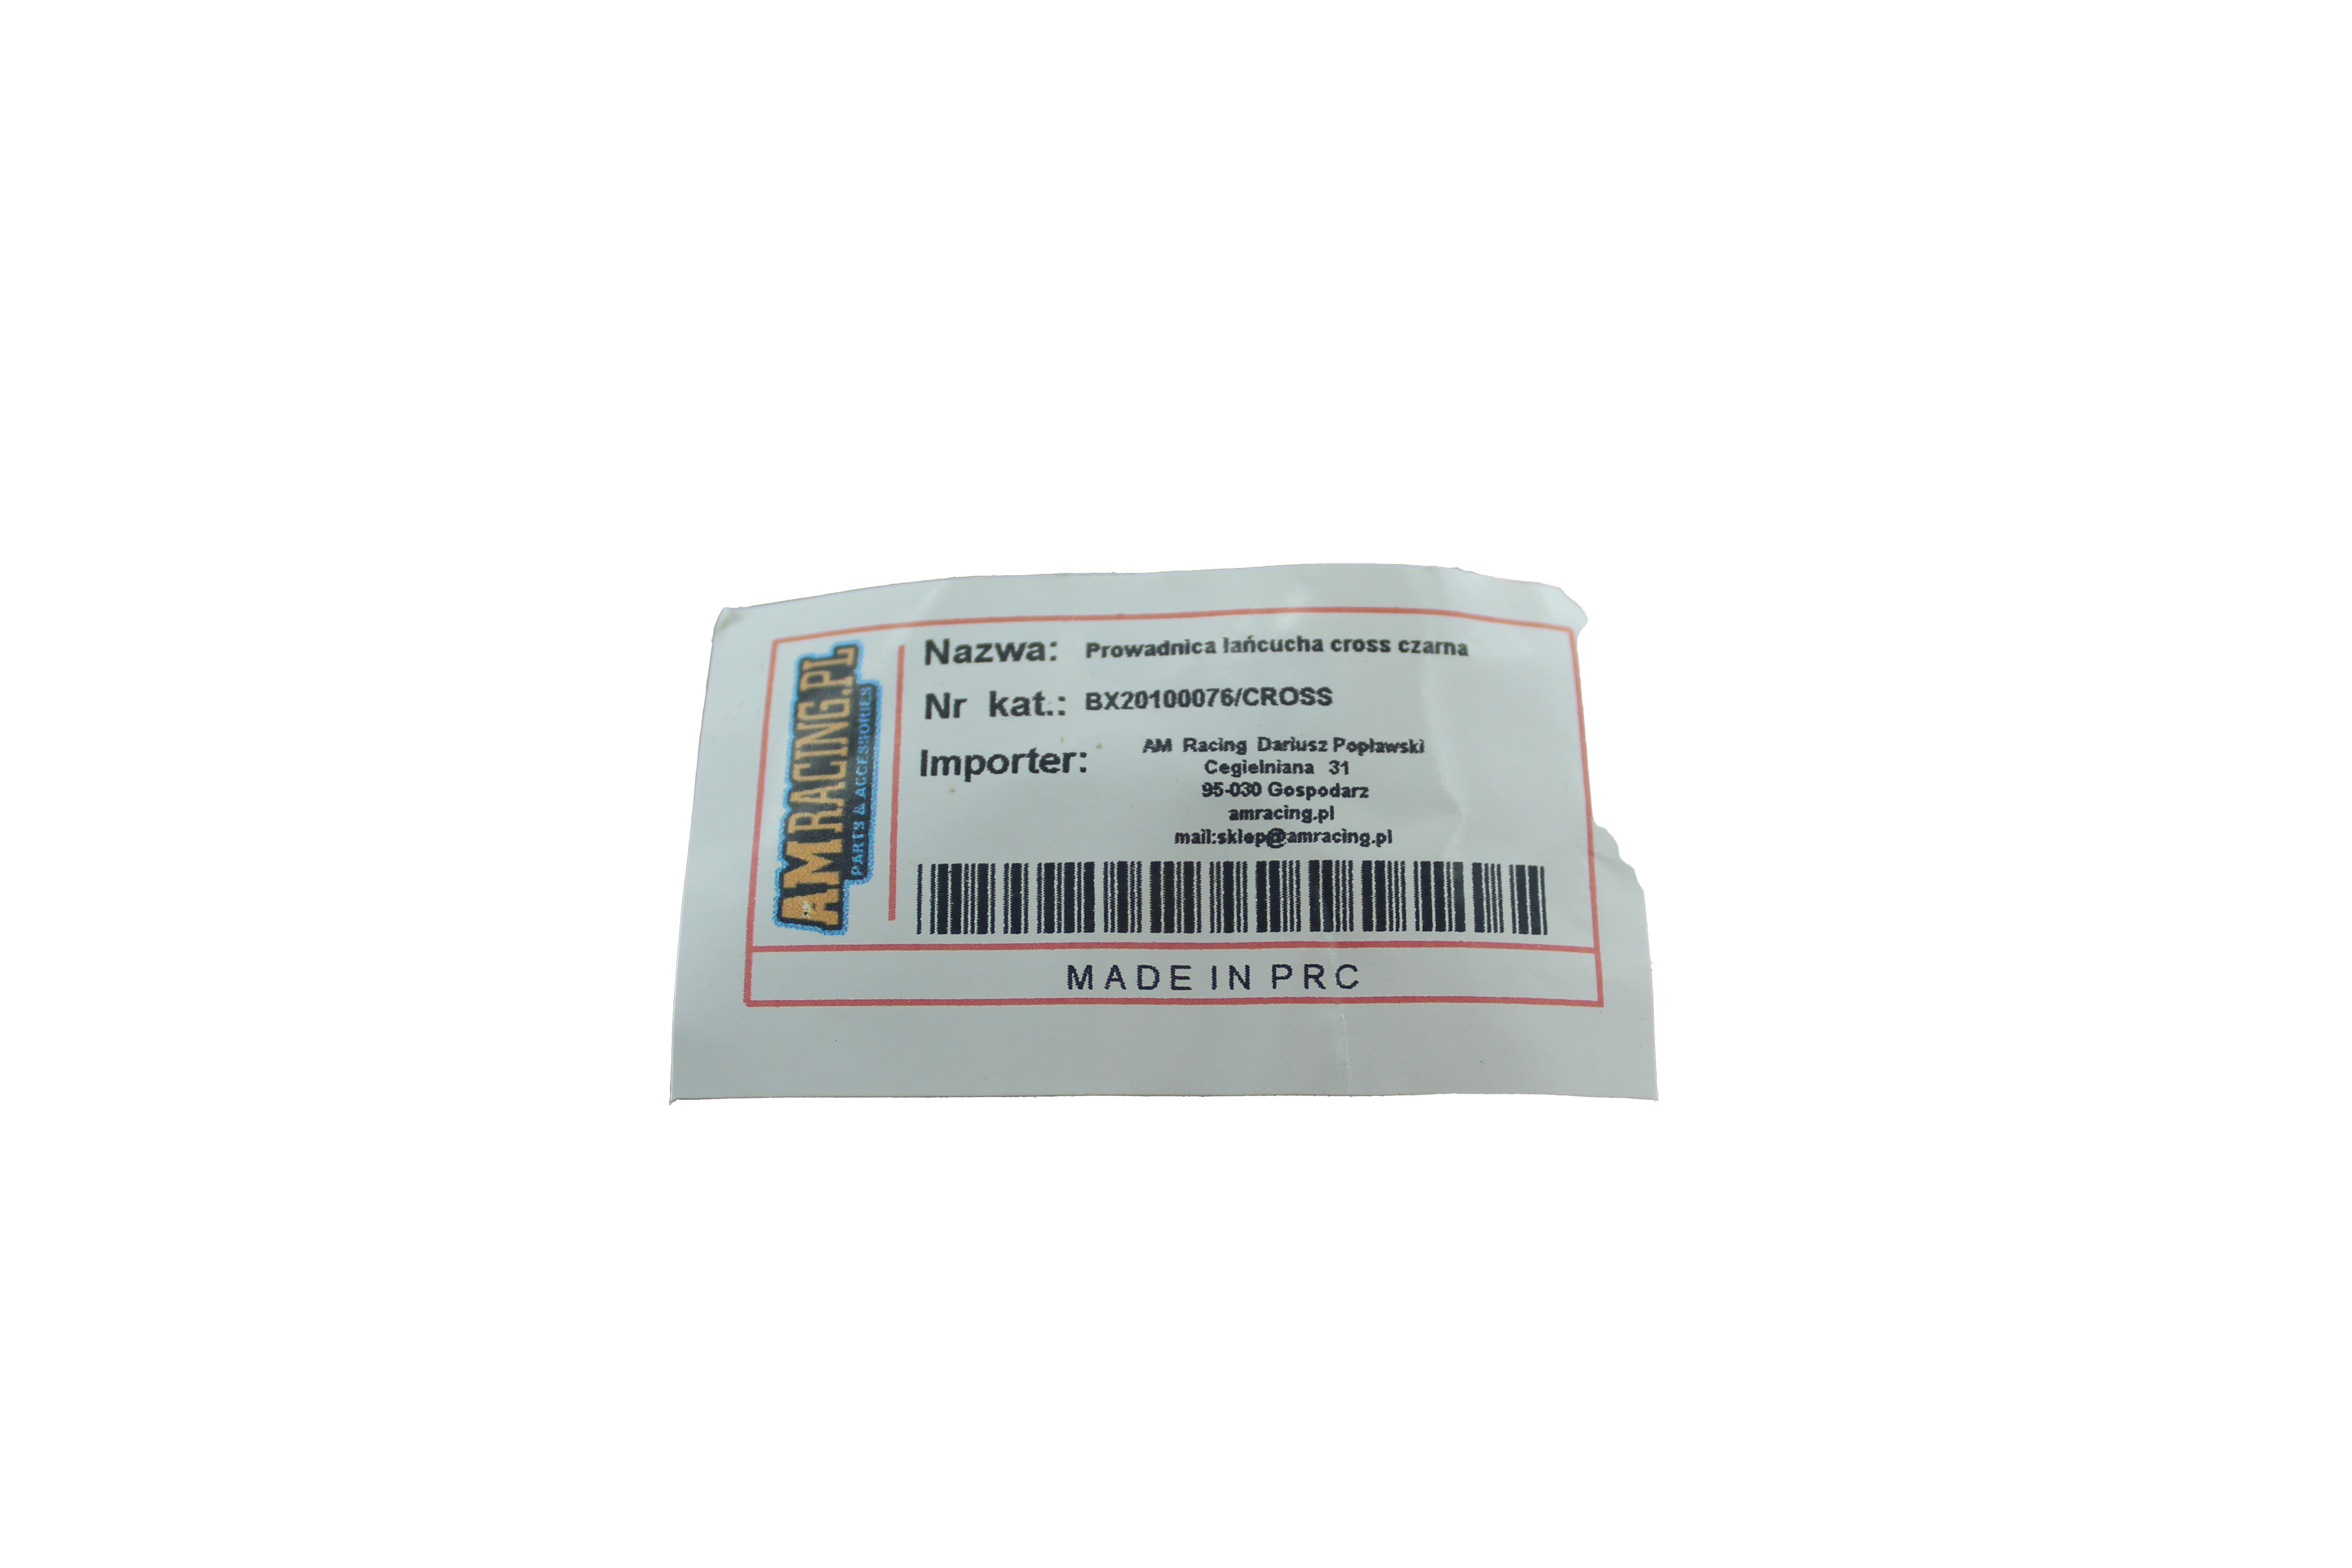 AMRACING.PL
PARTS & ACCESSORIES
Nazwa: Prowadnica łańcucha cross czarna
Nr kat.: BX20100076/CROSS
Importer: AM Racing Dariusz Popławski
Cegielniana 31
95-030 Gospodarz
amracing.pl
mail:sklep@amracing.pl
MADE IN PRC